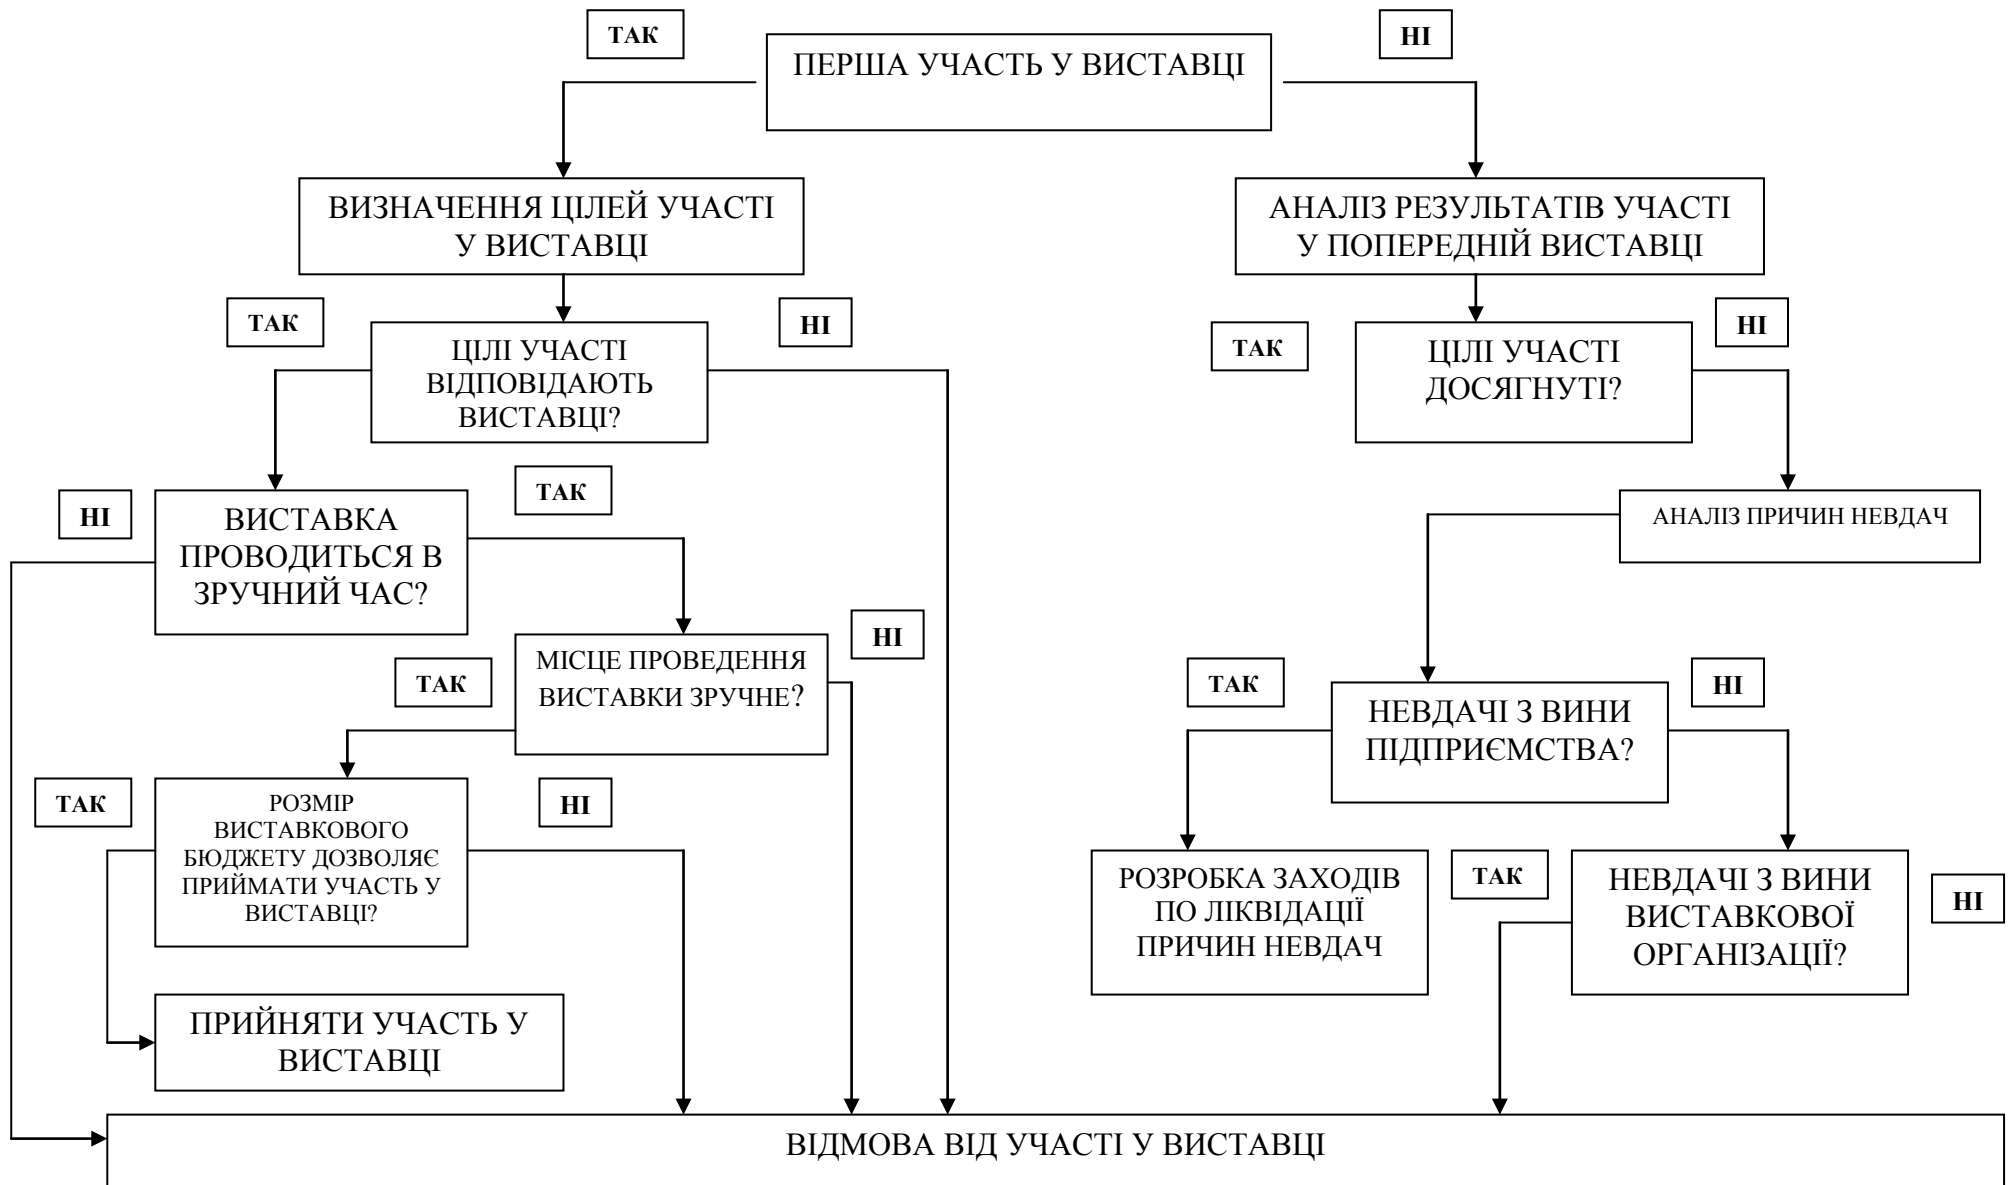 ТАК
НІ
ПЕРША УЧАСТЬ У ВИСТАВЦІ
ВИЗНАЧЕННЯ ЦІЛЕЙ УЧАСТІ
У ВИСТАВЦІ
АНАЛІЗ РЕЗУЛЬТАТІВ УЧАСТІ
У ПОПЕРЕДНІЙ ВИСТАВЦІ
ТАК
НІ
ЦІЛІ УЧАСТІ
ВІДПОВІДАЮТЬ
ВИСТАВЦІ?
ТАК
НІ
ЦІЛІ УЧАСТІ
ДОСЯГНУТІ?
НІ
ТАК
ВИСТАВКА
ПРОВОДИТЬСЯ В
ЗРУЧНИЙ ЧАС?
АНАЛІЗ ПРИЧИН НЕВДАЧ
ТАК
НІ
МІСЦЕ ПРОВЕДЕННЯ
ВИСТАВКИ ЗРУЧНЕ?
ТАК
НІ
НЕВДАЧІ З ВИНИ
ПІДПРИЄМСТВА?
ТАК
НІ
РОЗМІР
ВИСТАВКОВОГО
БЮДЖЕТУ ДОЗВОЛЯЄ
ПРИЙМАТИ УЧАСТЬ У
ВИСТАВЦІ?
РОЗРОБКА ЗАХОДІВ
ПО ЛІКВІДАЦІЇ
ПРИЧИН НЕВДАЧ
ТАК
НІ
НЕВДАЧІ З ВИНИ
ВИСТАВКОВОЇ
ОРГАНІЗАЦІЇ?
ПРИЙНЯТИ УЧАСТЬ У
ВИСТАВЦІ
ВІДМОВА ВІД УЧАСТІ У ВИСТАВЦІ